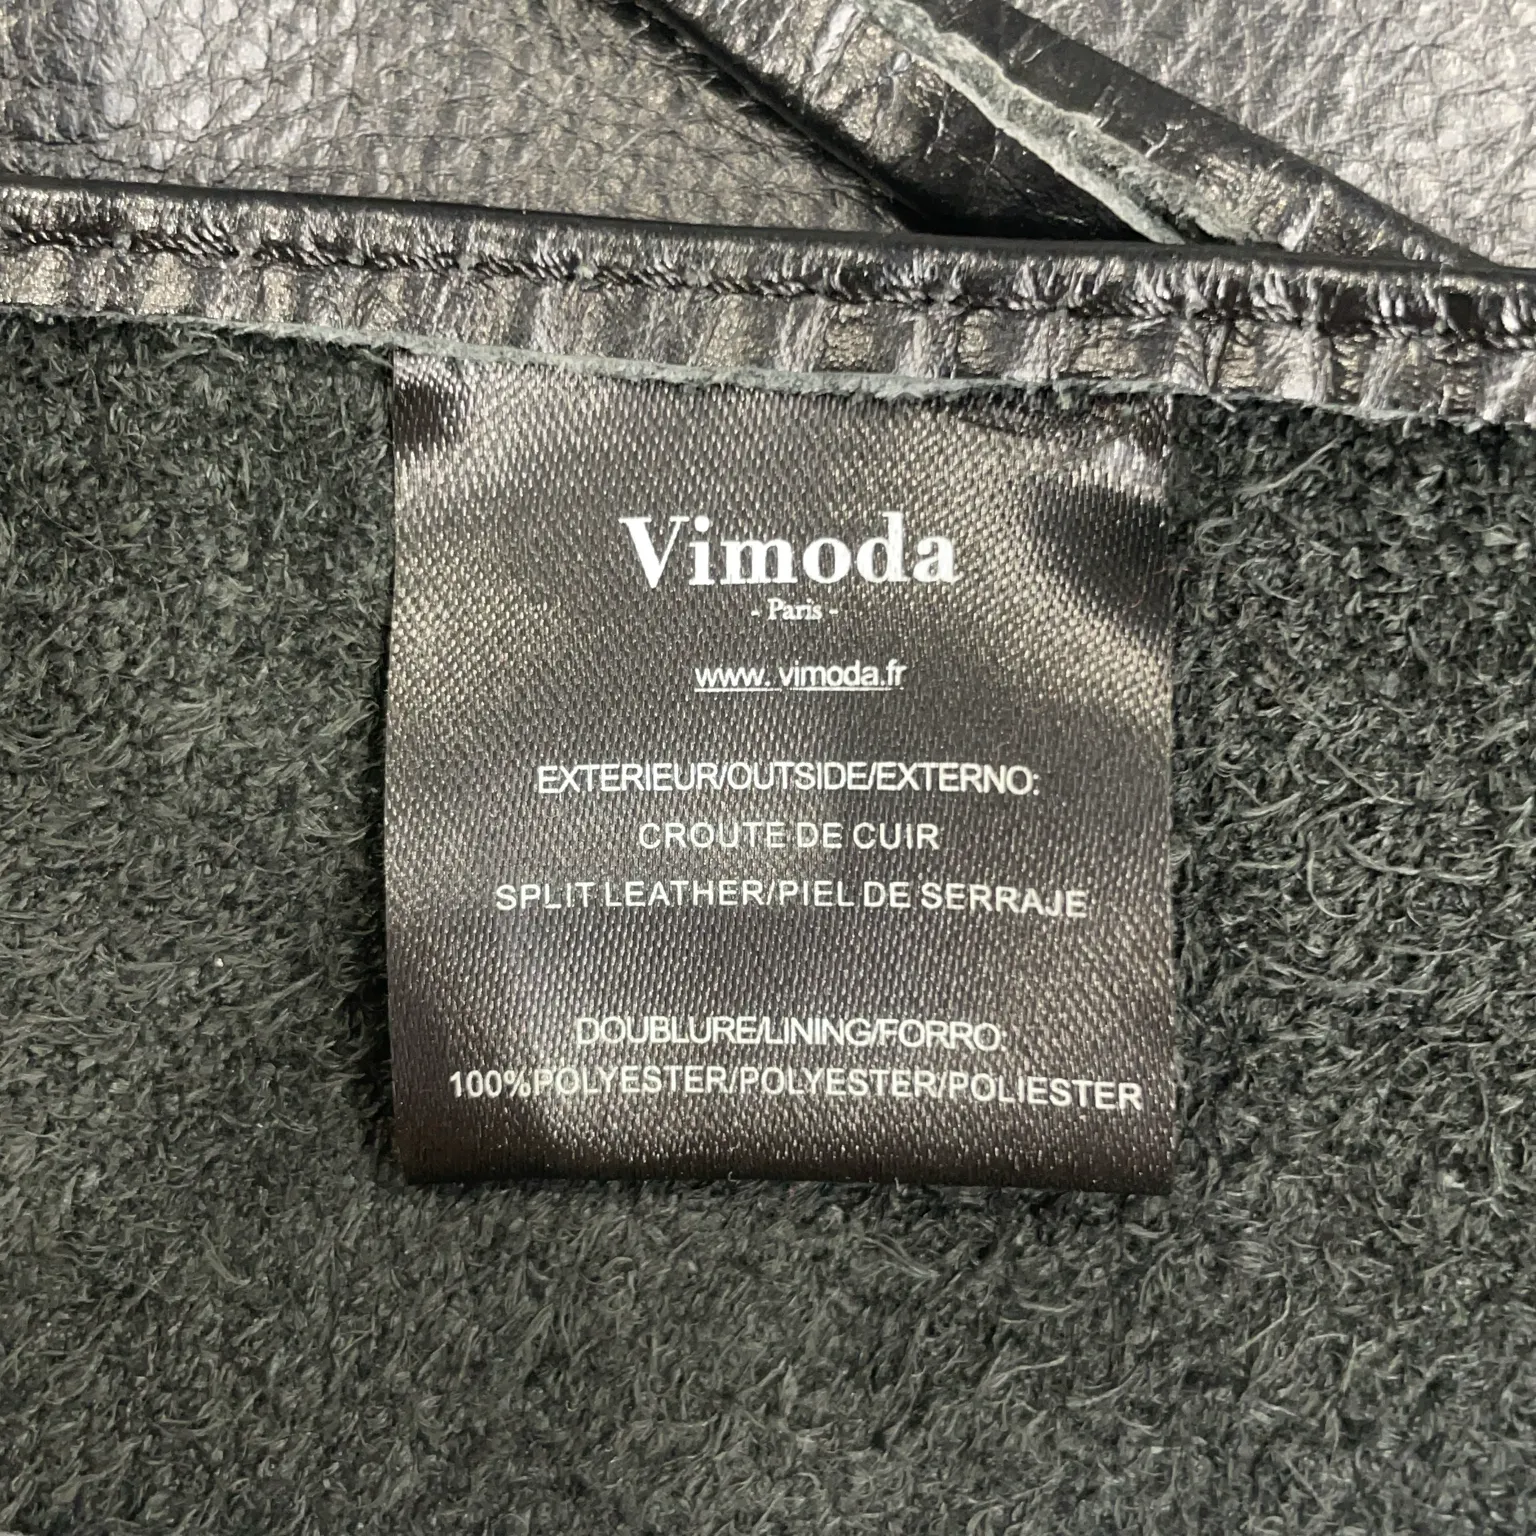 Vimoda
- Paris -
www. vimoda.fr
EXTERIEUR/OUTSIDE/EXTERNO:
CROUTE DE CUIR
SPLIT LEATHER/PIEL DE SERRAJE
DOUBLURE/LINING/FORRO:
100%POLYESTER/POLYESTER/POLIESTER